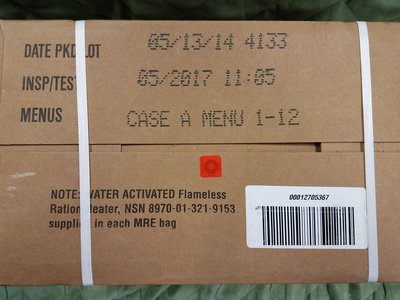 DATE PKD/LOT 05/13/14 4133
INSP/TEST 05/2017 11:05
MENUS CASE A MENU 1-12
NOTE: WATER ACTIVATED Flameless
Ration Heater, NSN 8970-01-321-9153
supplied in each MRE bag
00012705367